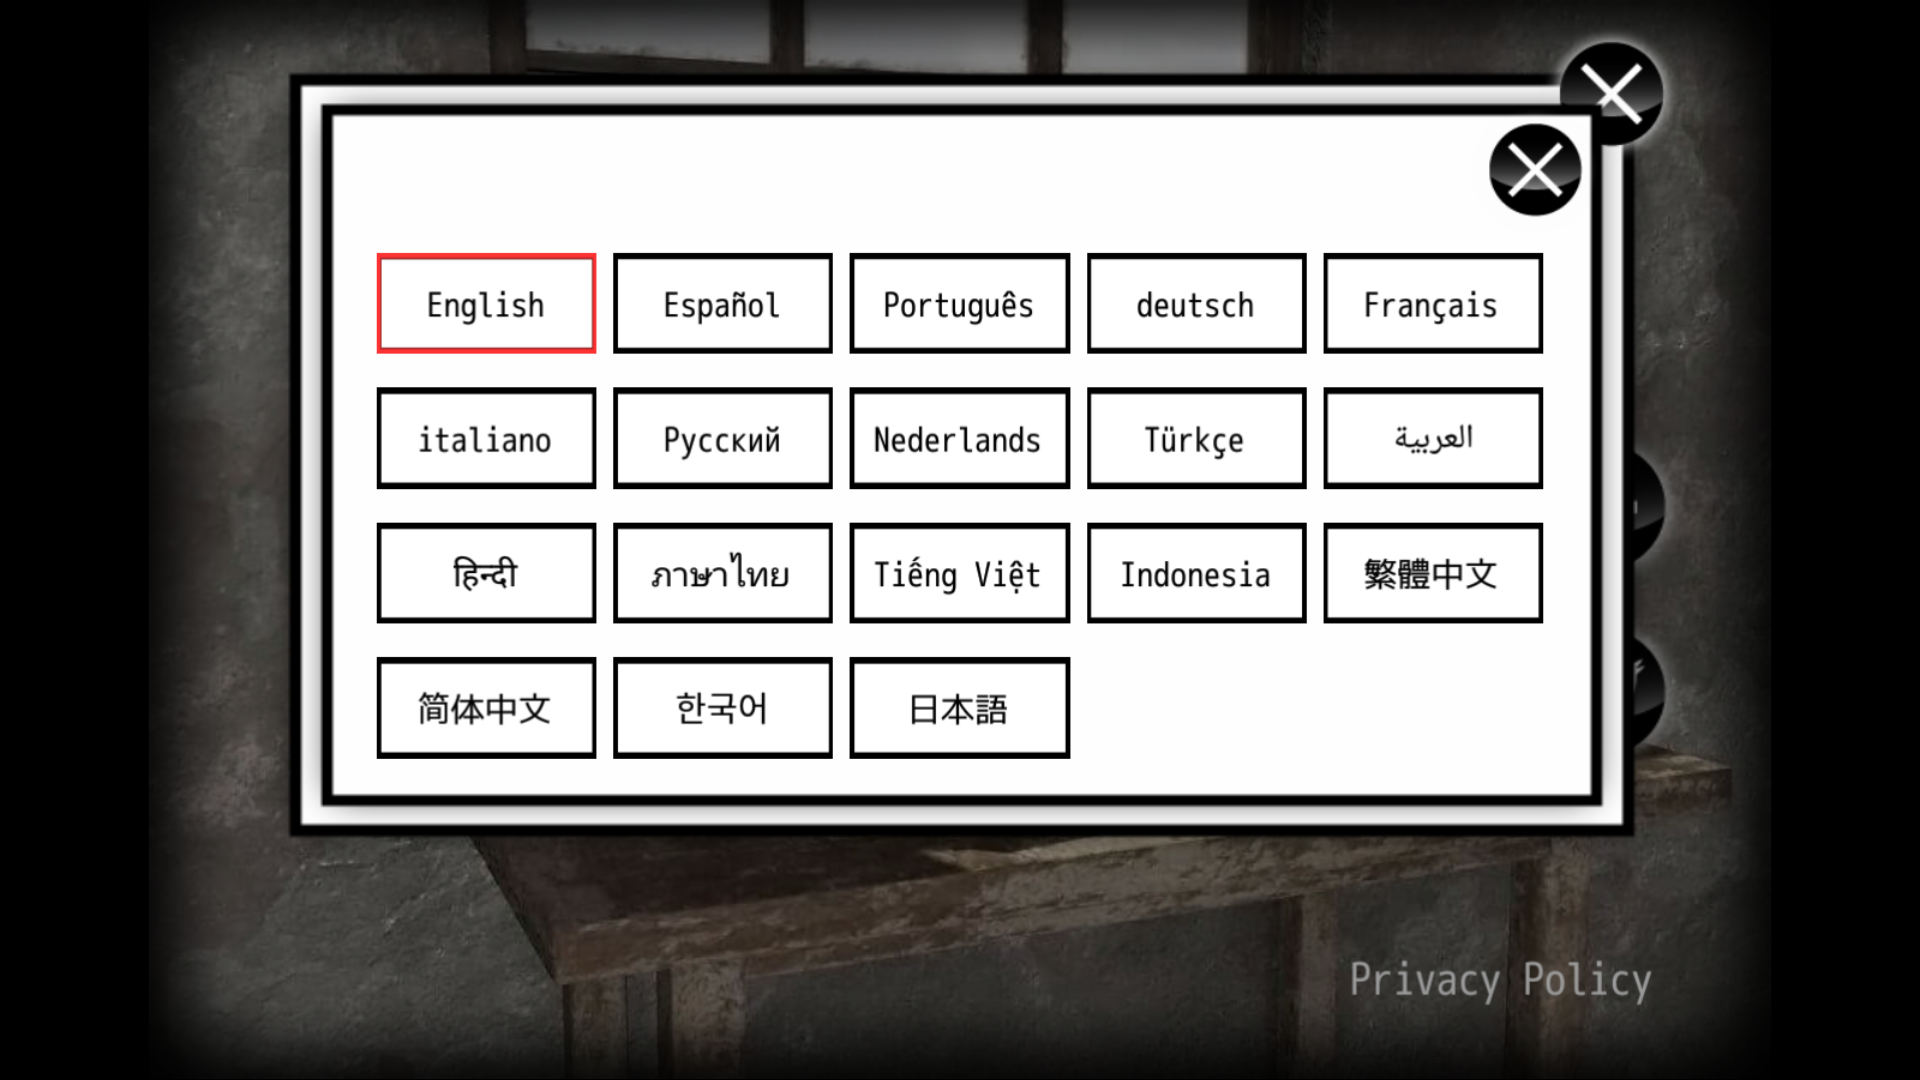 English
Español
Português
deutsch
Français
italiano
Русский
Nederlands
Türkçe
العربية
हिन्दी
ภาษาไทย
Tiếng Việt
Indonesia
繁體中文
简体中文
한국어
日本語
Privacy Policy